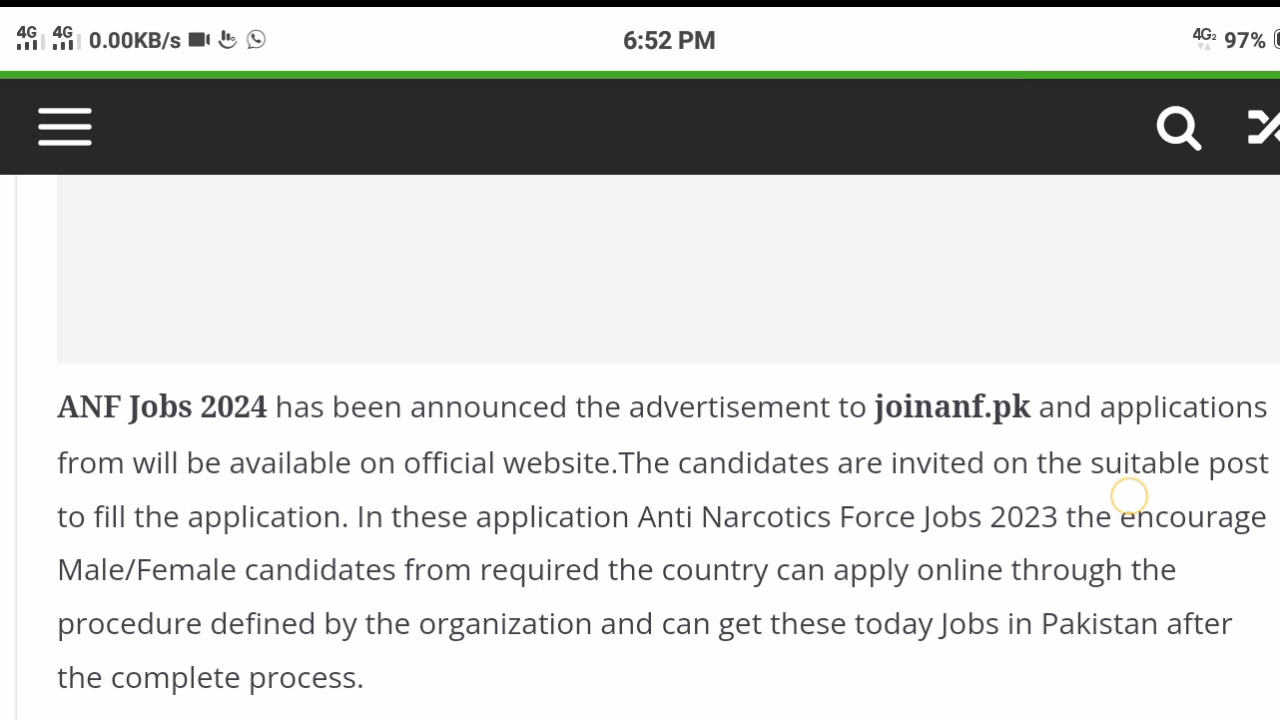 4G 4G 0.00KB/s 6:52 PM 4G2 97%
ANF Jobs 2024 has been announced the advertisement to joinanf.pk and applications
from will be available on official website.The candidates are invited on the suitable post
to fill the application. In these application Anti Narcotics Force Jobs 2023 the encourage
Male/Female candidates from required the country can apply online through the
procedure defined by the organization and can get these today Jobs in Pakistan after
the complete process.